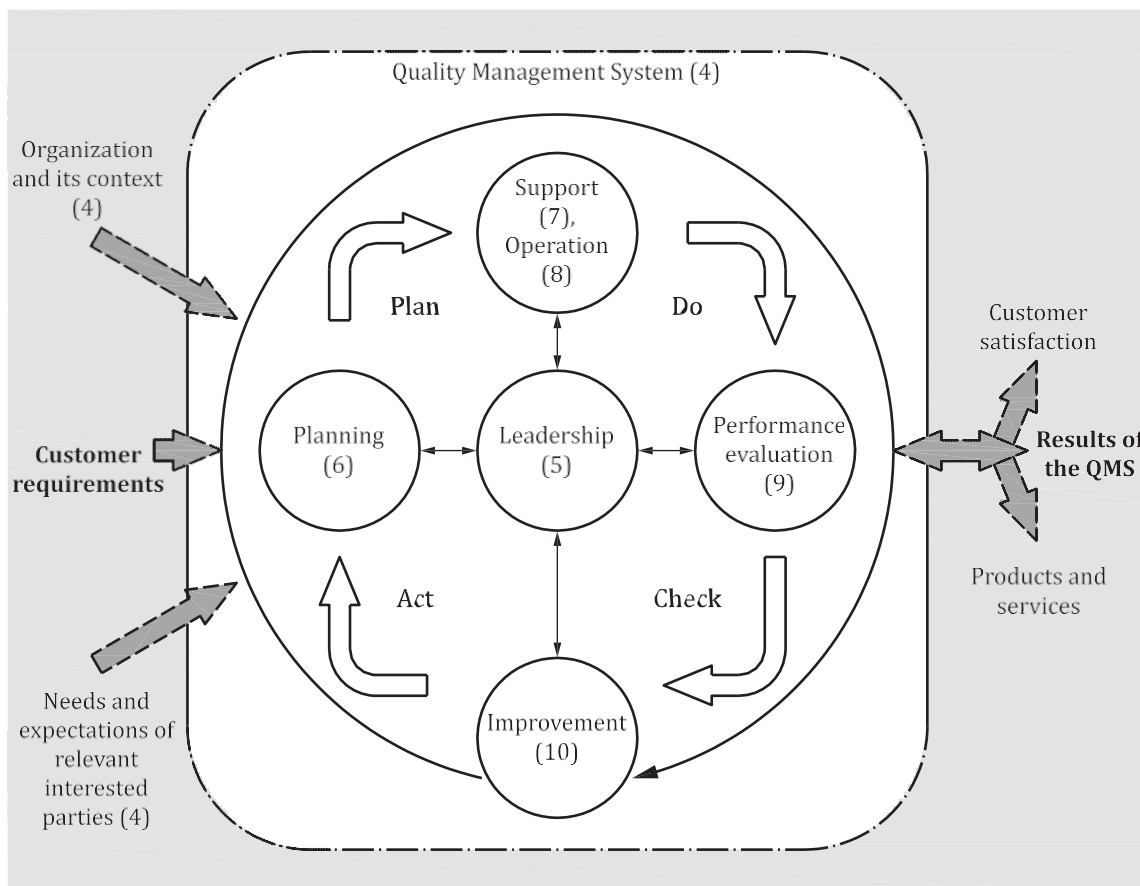 Quality Management System (4)
Organization
and its context
(4)
Support
(7),
Operation
(8)
Plan
Do
Customer
satisfaction
Planning
(6)
Leadership
(5)
Performance
evaluation
(9)
Customer
requirements
Results of
the QMS
Act
Check
Products and
services
Needs and
expectations of
relevant
interested
parties (4)
Improvement
(10)